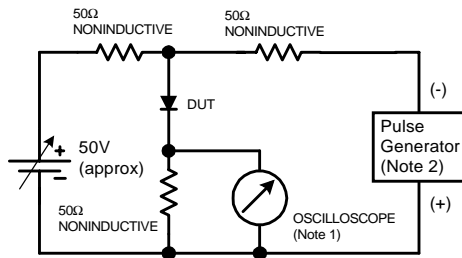 50Ω
NONINDUCTIVE
50Ω
NONINDUCTIVE
(-)
DUT
Pulse
Generator
(Note 2)
+
50V
(approx)
−
(+)
50Ω
NONINDUCTIVE
OSCILLOSCOPE
(Note 1)